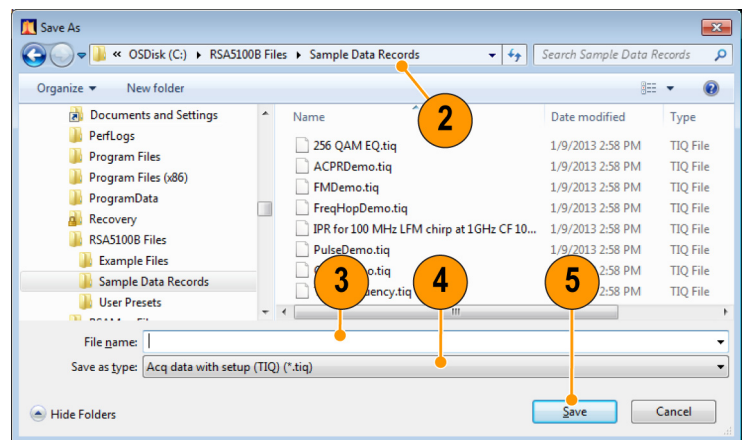 Save As
« OSDisk (C:) ▸ RSA5100B Files ▸ Sample Data Records
Search Sample Data Records
2
Organize ▾ New folder
Documents and Settings
PerfLogs
Program Files
Program Files (x86)
ProgramData
Recovery
RSA5100B Files
Example Files
Sample Data Records
User Presets
Name Date modified Type
256 QAM EQ.tiq 1/9/2013 2:58 PM TIQ File
ACPRDemo.tiq 1/9/2013 2:58 PM TIQ File
FMDemo.tiq 1/9/2013 2:58 PM TIQ File
FreqHopDemo.tiq 1/9/2013 2:58 PM TIQ File
IPR for 100 MHz LFM chirp at 1GHz CF 10... 1/9/2013 2:58 PM TIQ File
PulseDemo.tiq 1/9/2013 2:58 PM TIQ File
2:58 PM TIQ File
2:58 PM TIQ File
3
4
5
File name:
Save as type: Acq data with setup (TIQ) (*.tiq)
Hide Folders
Save
Cancel